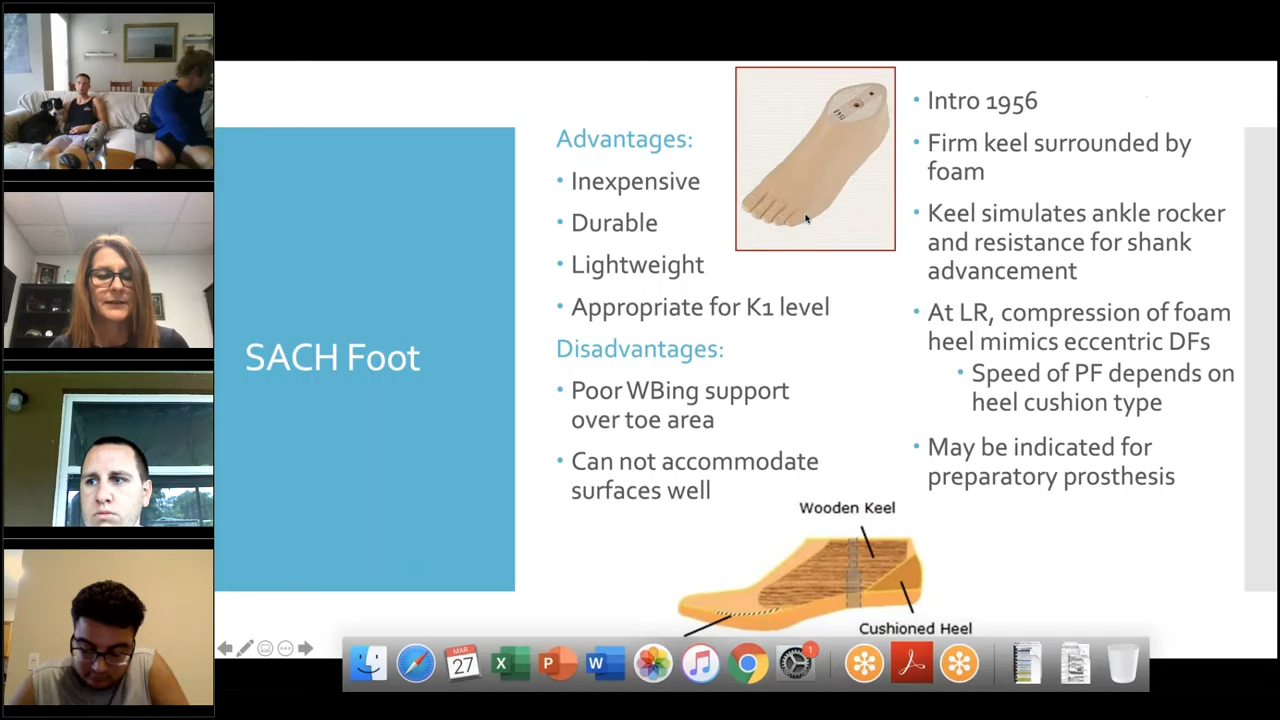 SACH Foot
Advantages:
• Inexpensive
• Durable
• Lightweight
• Appropriate for K1 level
Disadvantages:
• Poor WBing support
over toe area
• Can not accommodate
surfaces well
• Intro 1956
• Firm keel surrounded by
foam
• Keel simulates ankle rocker
and resistance for shank
advancement
• At LR, compression of foam
heel mimics eccentric DFs
• Speed of PF depends on
heel cushion type
• May be indicated for
preparatory prosthesis
Wooden Keel
Cushioned Heel
MAR
27
X
P
W
1